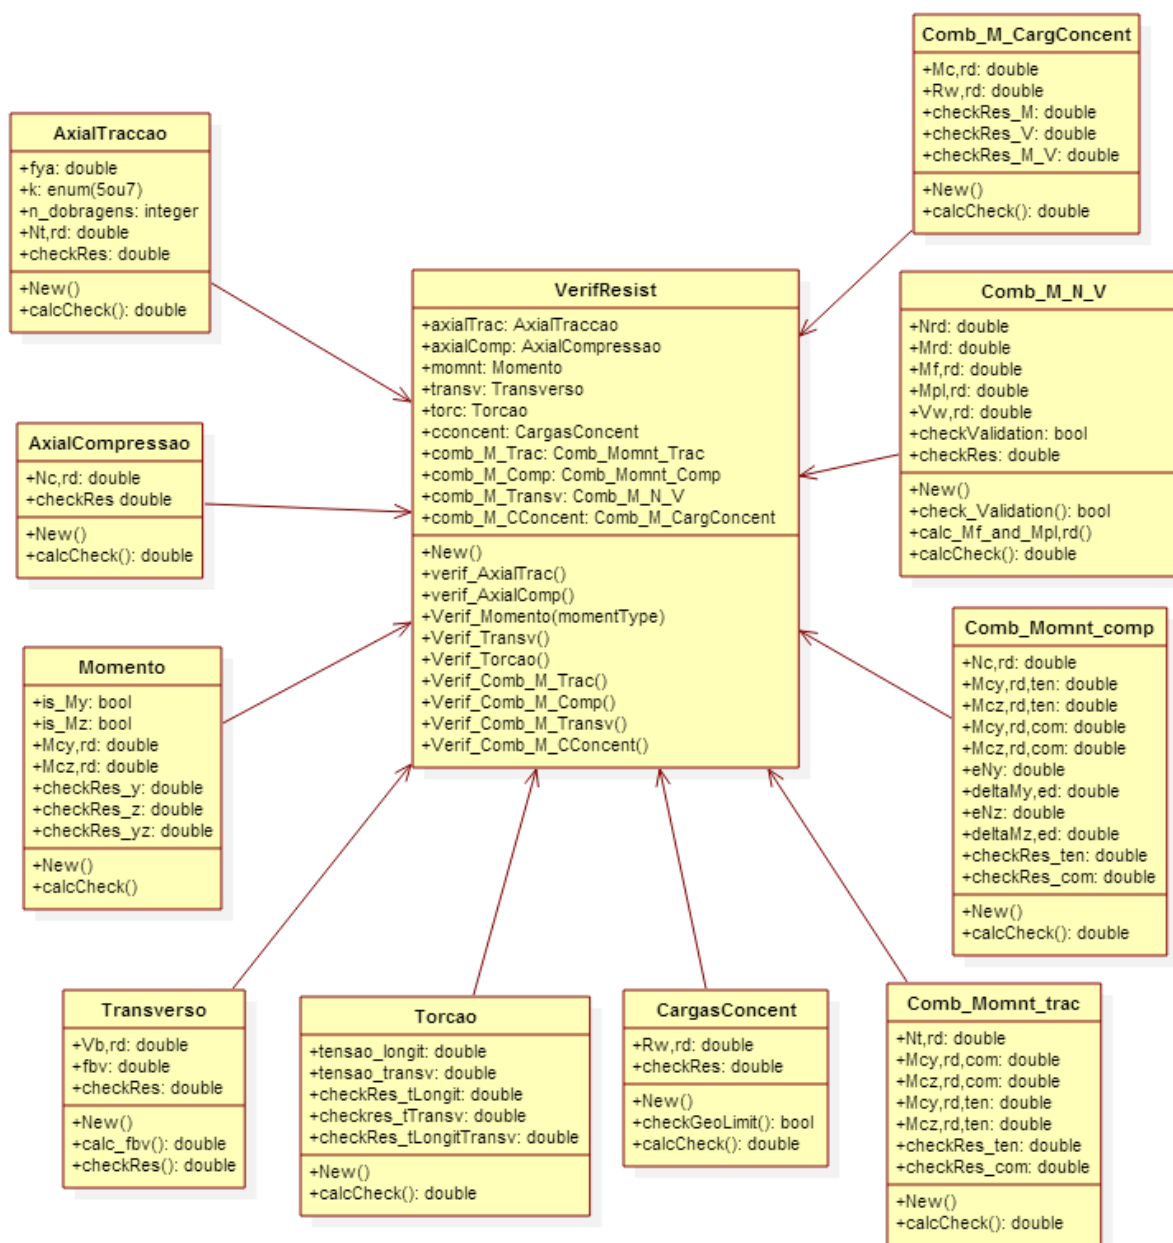 Comb_M_CargConcent
+Mc,rd: double
+Rw,rd: double
+checkRes_M: double
+checkRes_V: double
+checkRes_M_V: double
+New()
+calcCheck(): double
AxialTraccao
+fya: double
+k: enum(5ou7)
+n_dobragens: integer
+Nt,rd: double
+checkRes: double
+New()
+calcCheck(): double
VerifResist
+axialTrac: AxialTraccao
+axialComp: AxialCompressao
+momnt: Momento
+transv: Transverso
+torc: Torcao
+cconcent: CargasConcent
+comb_M_Trac: Comb_Momnt_Trac
+comb_M_Comp: Comb_Momnt_Comp
+comb_M_Transv: Comb_M_N_V
+comb_M_CConcent: Comb_M_CargConcent
+New()
+verif_AxialTrac()
+verif_AxialComp()
+Verif_Momento(momentType)
+Verif_Transv()
+Verif_Torcao()
+Verif_Comb_M_Trac()
+Verif_Comb_M_Comp()
+Verif_Comb_M_Transv()
+Verif_Comb_M_CConcent()
Comb_M_N_V
+Nrd: double
+Mrd: double
+Mf,rd: double
+Mpl,rd: double
+Vw,rd: double
+checkValidation: bool
+checkRes: double
+New()
+check_Validation(): bool
+calc_Mf_and_Mpl,rd()
+calcCheck(): double
AxialCompressao
+Nc,rd: double
+checkRes double
+New()
+calcCheck(): double
Comb_Momnt_comp
+Nc,rd: double
+Mcy,rd,ten: double
+Mcz,rd,ten: double
+Mcy,rd,com: double
+Mcz,rd,com: double
+eNy: double
+deltaMy,ed: double
+eNz: double
+deltaMz,ed: double
+checkRes_ten: double
+checkRes_com: double
+New()
+calcCheck(): double
Momento
+is_My: bool
+is_Mz: bool
+Mcy,rd: double
+Mcz,rd: double
+checkRes_y: double
+checkRes_z: double
+checkRes_yz: double
+New()
+calcCheck()
Transverso
+Vb,rd: double
+fbv: double
+checkRes: double
+New()
+calc_fbv(): double
+checkRes(): double
Torcao
+tensao_longit: double
+tensao_transv: double
+checkRes_tLongit: double
+checkres_tTransv: double
+checkRes_tLongitTransv: double
+New()
+calcCheck(): double
CargasConcent
+Rw,rd: double
+checkRes: double
+New()
+checkGeoLimit(): bool
+calcCheck(): double
Comb_Momnt_trac
+Nt,rd: double
+Mcy,rd,com: double
+Mcz,rd,com: double
+Mcy,rd,ten: double
+Mcz,rd,ten: double
+checkRes_ten: double
+checkRes_com: double
+New()
+calcCheck(): double